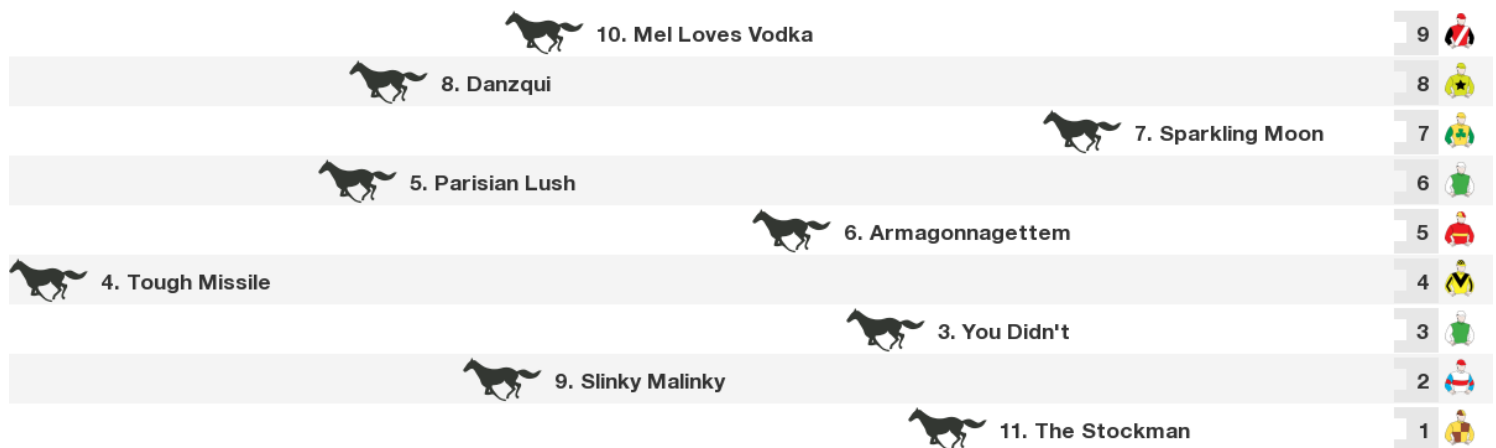 10. Mel Loves Vodka 9
8. Danzqui 8
7. Sparkling Moon 7
5. Parisian Lush 6
6. Armagonnagettem 5
4. Tough Missile 4
3. You Didn't 3
9. Slinky Malinky 2
11. The Stockman 1